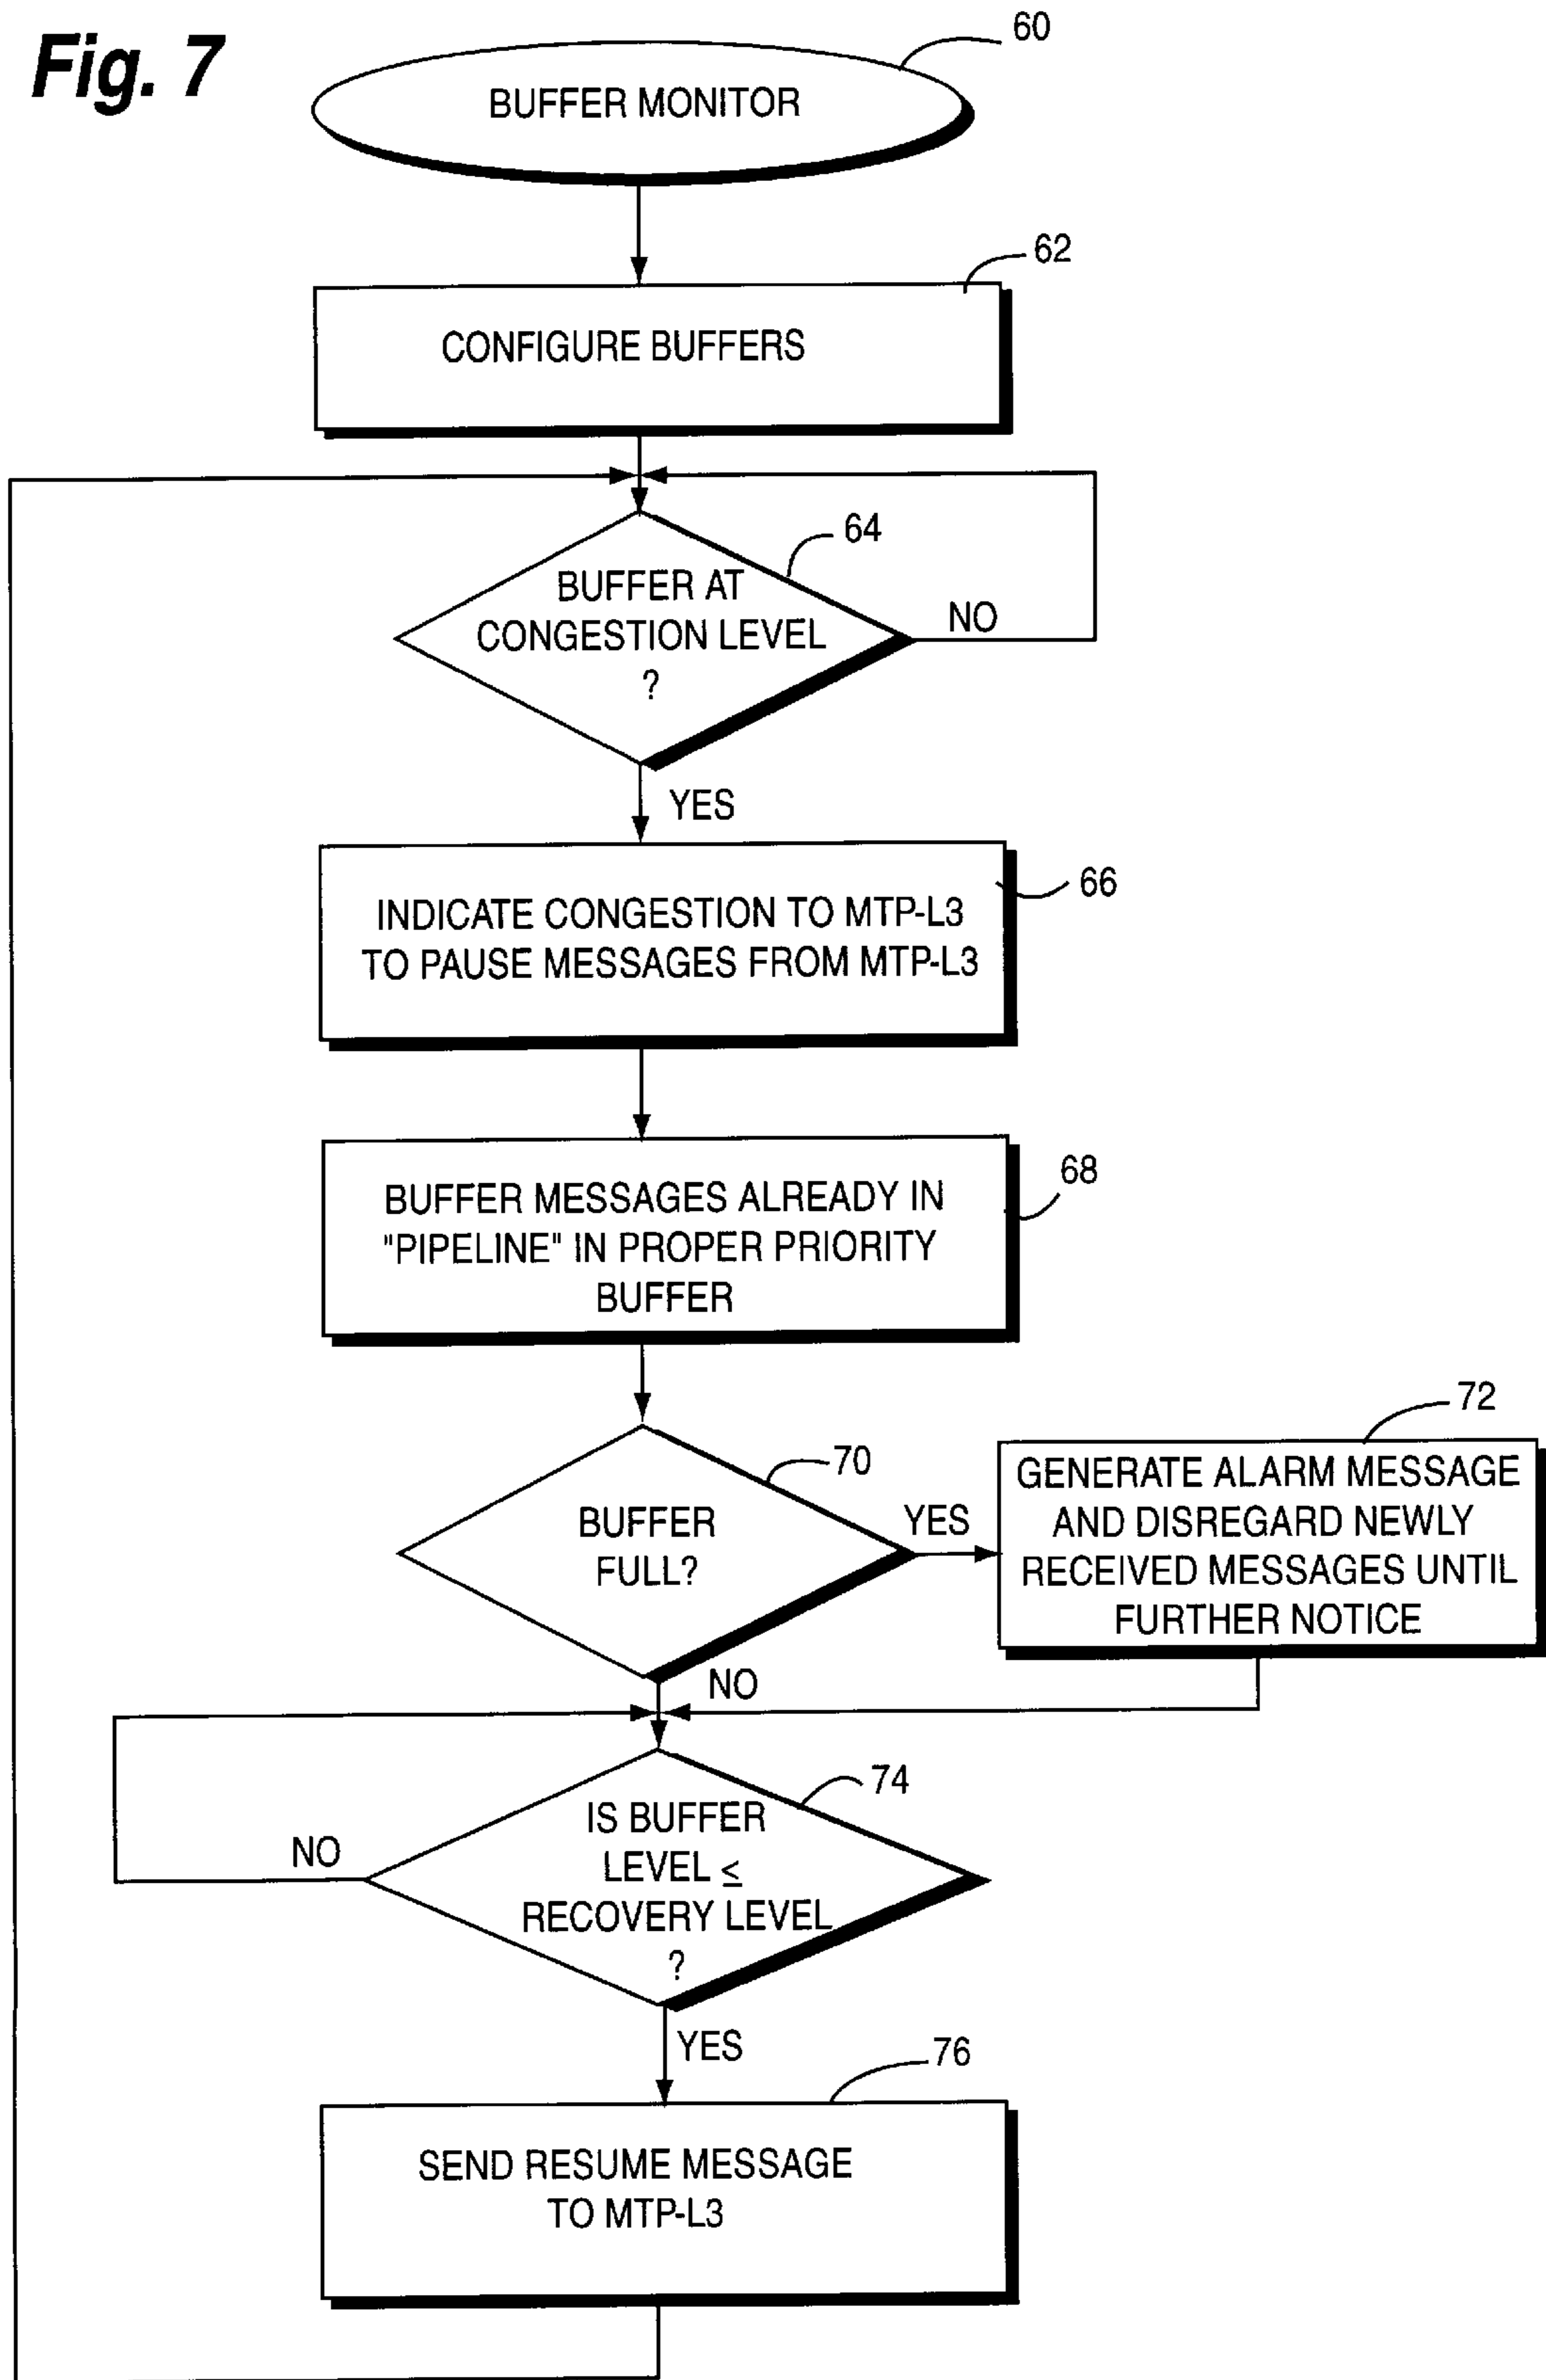 Fig. 7
60
BUFFER MONITOR
62
CONFIGURE BUFFERS
64
BUFFER AT
CONGESTION LEVEL
?
NO
YES
66
INDICATE CONGESTION TO MTP-L3
TO PAUSE MESSAGES FROM MTP-L3
68
BUFFER MESSAGES ALREADY IN
"PIPELINE" IN PROPER PRIORITY
BUFFER
70
BUFFER
FULL?
YES
72
GENERATE ALARM MESSAGE
AND DISREGARD NEWLY
RECEIVED MESSAGES UNTIL
FURTHER NOTICE
NO
74
IS BUFFER
LEVEL ≤
RECOVERY LEVEL
?
NO
YES
76
SEND RESUME MESSAGE
TO MTP-L3